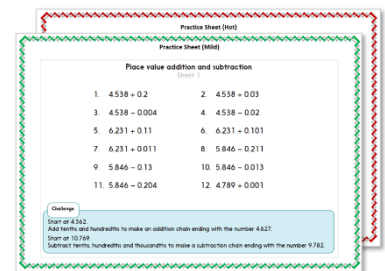 Practice Sheet (Hot)
Practice Sheet (Mild)
Place value addition and subtraction
Sheet 1
1. 4.538 + 0.2 2. 4.538 + 0.03
3. 4.538 – 0.004 4. 4.538 – 0.02
5. 6.231 + 0.11 6. 6.231 + 0.101
7. 6.231 + 0.011 8. 5.846 – 0.211
9. 5.846 – 0.13 10. 5.846 – 0.013
11. 5.846 – 0.204 12. 4.789 + 0.001
Challenge
Start at 4.362.
Add tenths and hundredths to make an addition chain ending with the number 4.627.
Start at 10.769.
Subtract tenths, hundredths and thousandths to make a subtraction chain ending with the number 9.782.